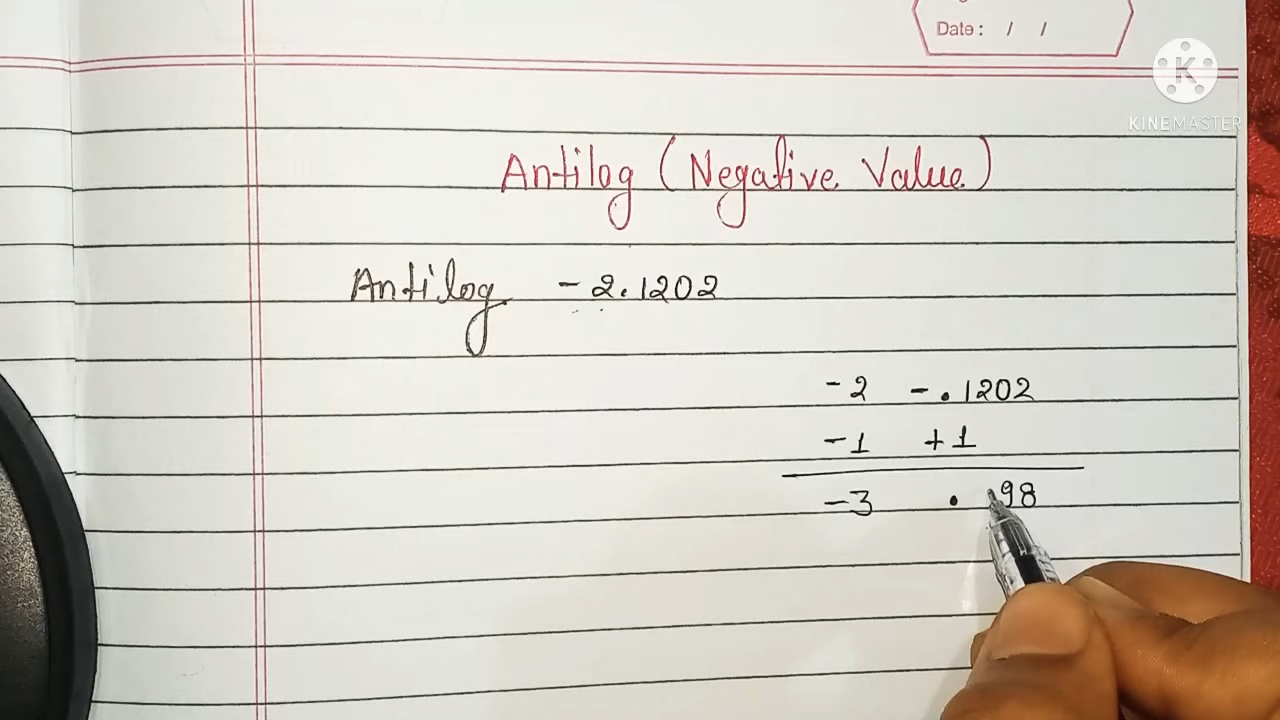 Date : / /
KINEMASTER
Antilog (Negative Value)
Antilog -2.1202
-2 -.1202
-1 +1
-3 . 98